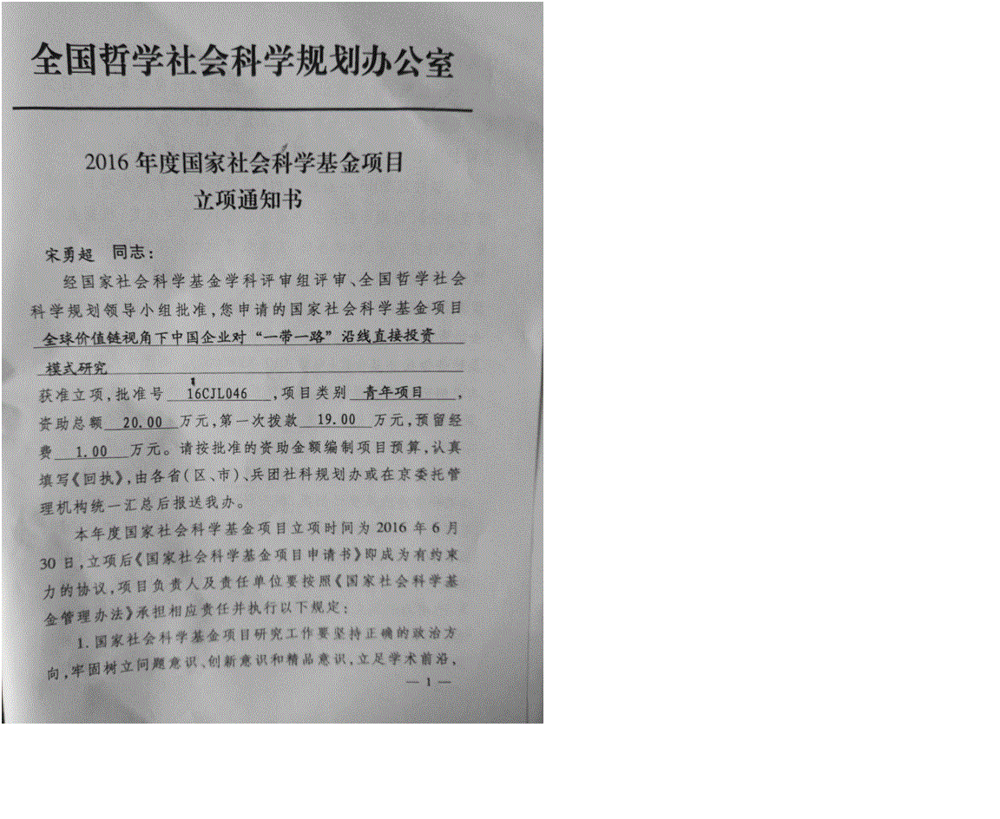 全国哲学社会科学规划办公室
2016 年度国家社会科学基金项目
立项通知书
宋勇超 同志：
经国家社会科学基金学科评审组评审、全国哲学社会
科学规划领导小组批准，您申请的国家社会科学基金项目
全球价值链视角下中国企业对“一带一路”沿线直接投资
模式研究
获准立项，批准号 16CJL046 ，项目类别 青年项目 ，
资助总额 20.00 万元，第一次拨款 19.00 万元，预留经
费 1.00 万元。请按批准的资助金额编制项目预算，认真
填写《回执》，由各省（区、市）、兵团社科规划办或在京委托管
理机构统一汇总后报送我办。
本年度国家社会科学基金项目立项时间为 2016 年 6 月
30 日，立项后《国家社会科学基金项目申请书》即成为有约束
力的协议，项目负责人及责任单位要按照《国家社会科学基
金管理办法》承担相应责任并执行以下规定：
1. 国家社会科学基金项目研究工作要坚持正确的政治方
向，牢固树立问题意识、创新意识和精品意识，立足学术前沿，
— 1 —